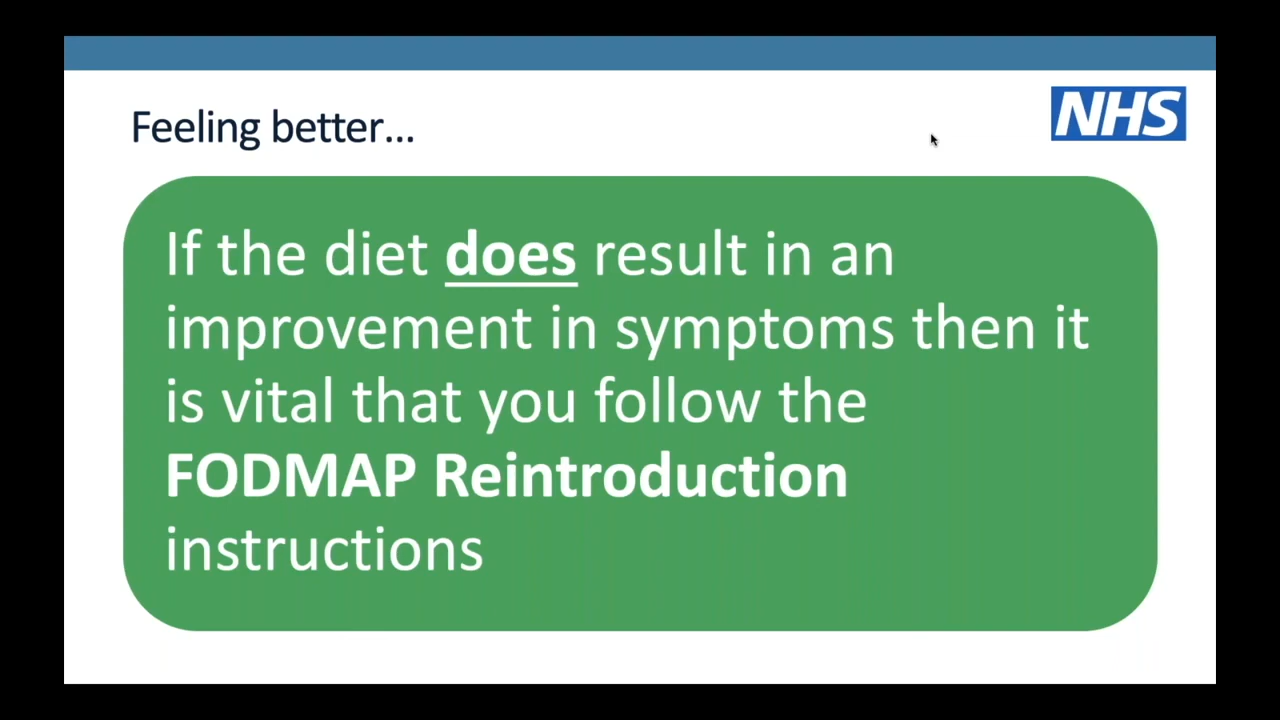 Feeling better...
NHS
If the diet does result in an
improvement in symptoms then it
is vital that you follow the
FODMAP Reintroduction
instructions